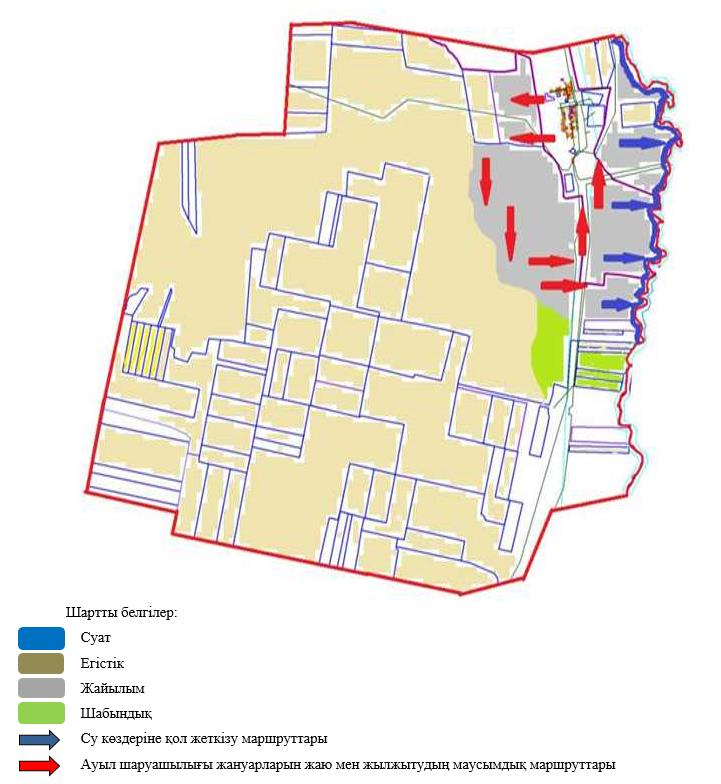 Шартты белгілер:
Суат
Егістік
Жайылым
Шабындық
Су көздеріне қол жеткізу маршруттары
Ауыл шаруашылығы жануарларын жаю мен жылжытудың маусымдық маршруттары